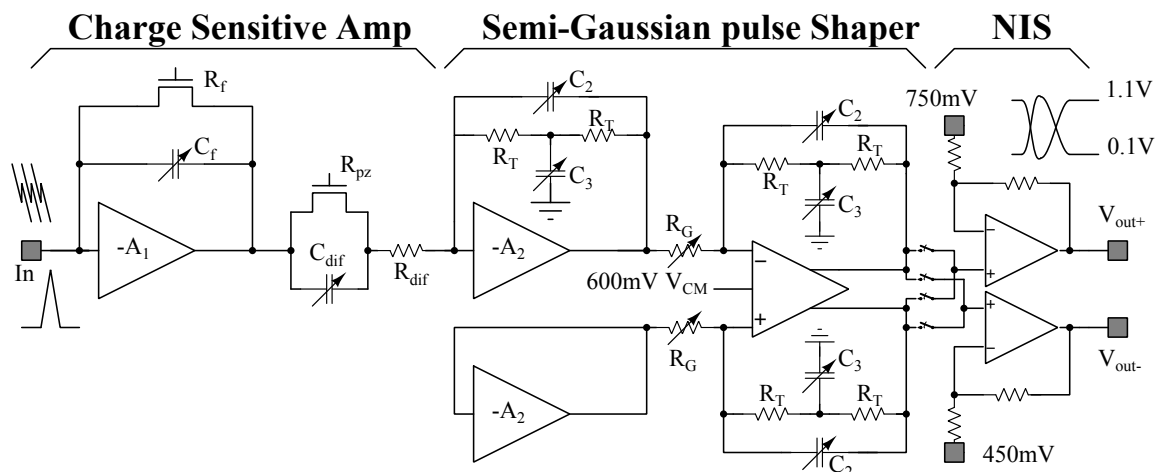 Charge Sensitive Amp
Semi-Gaussian pulse Shaper
NIS
R_f
C_f
-A_1
In
R_pz
C_dif
R_dif
C_2
R_T
R_T
C_3
-A_2
R_G
600mV V_CM
R_G
-A_2
C_2
R_T
R_T
C_3
−
+
C_3
R_T
R_T
C_2
750mV
1.1V
0.1V
−
+
V_out+
+
−
V_out-
450mV